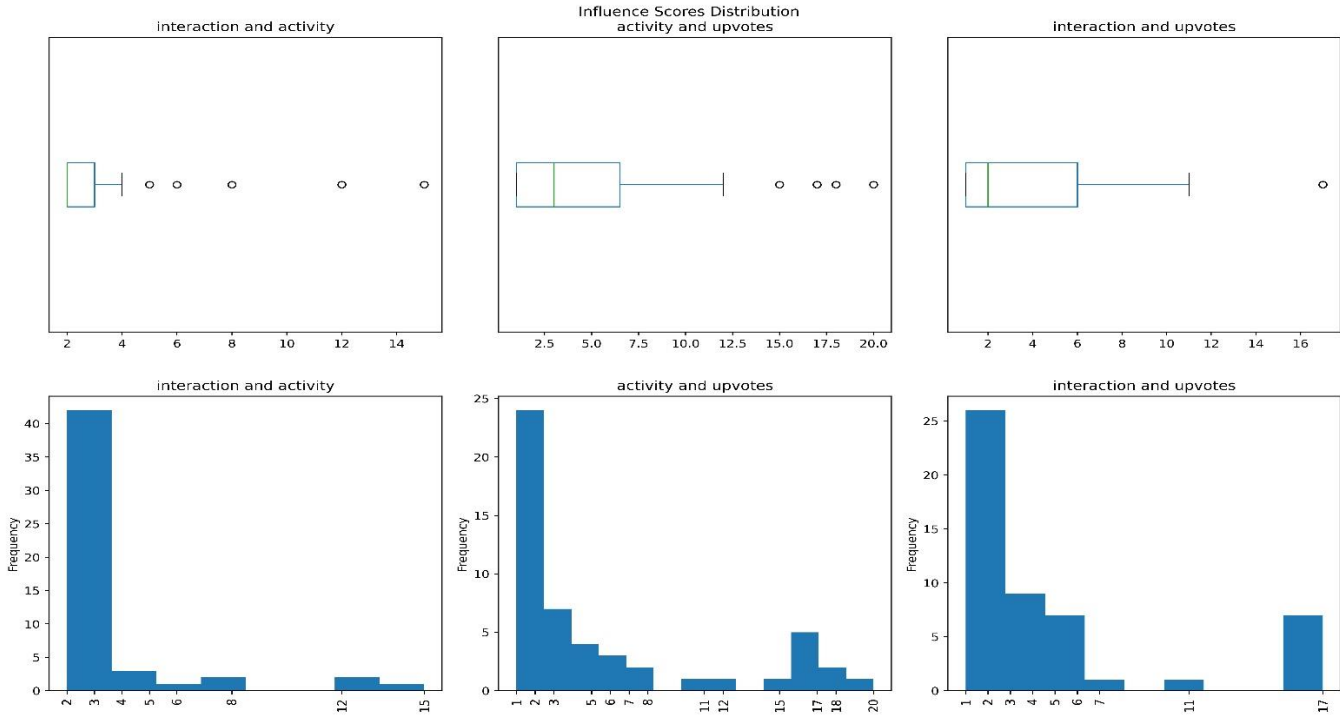 Influence Scores Distribution
interaction and activity
activity and upvotes
interaction and upvotes
2 4 6 8 10 12 14
2.5 5.0 7.5 10.0 12.5 15.0 17.5 20.0
2 4 6 8 10 12 14 16
interaction and activity
activity and upvotes
interaction and upvotes
Frequency
40
35
30
25
20
15
10
5
0
2 3 4 5 6 8 12 15
Frequency
25
20
15
10
5
0
1 2 3 5 6 7 8 11 12 15 17 18 20
Frequency
25
20
15
10
5
0
1 2 3 4 5 6 7 11 17